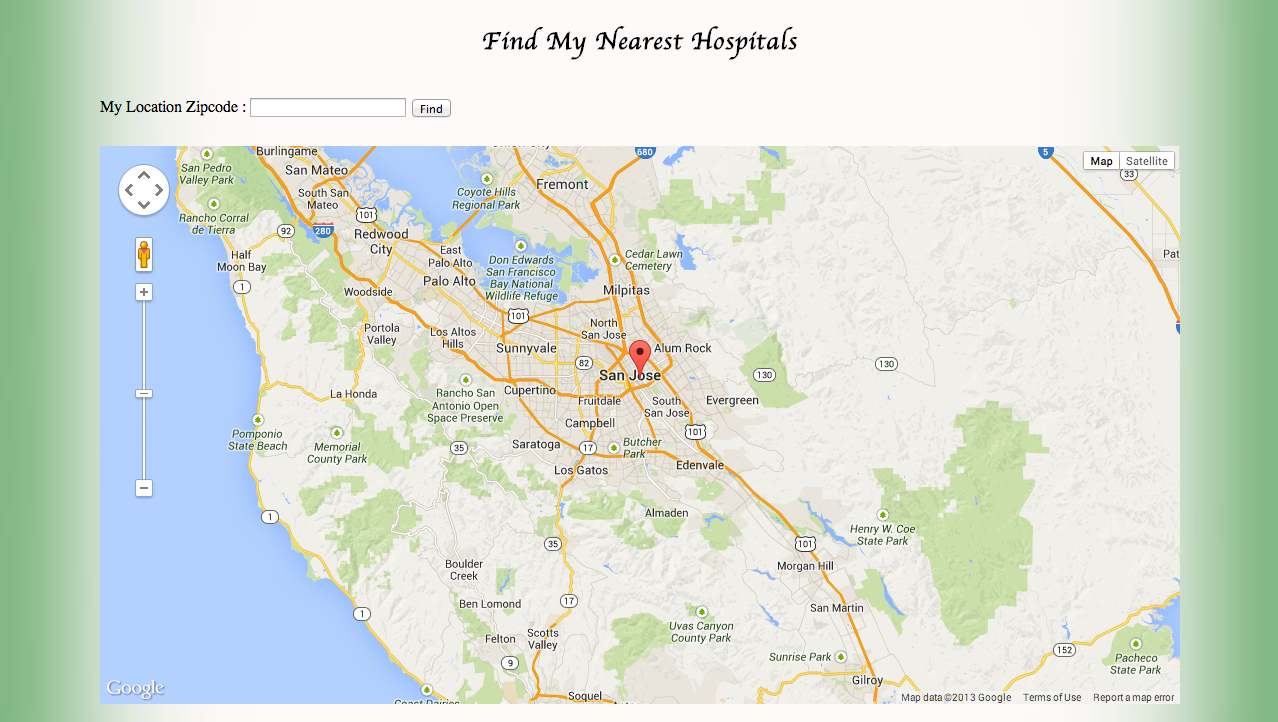 Find My Nearest Hospitals
My Location Zipcode :
Find
Map
Satellite
Burlingame
680
5
33
San Pedro
Valley Park
San Mateo
Coyote Hills
Regional Park
Fremont
South San
Mateo
101
Rancho Corral
de Tierra
92
280
Redwood
City
East
Palo Alto
Half
Moon Bay
Don Edwards
San Francisco
Bay National
Wildlife Refuge
Cedar Lawn
Cemetery
Pat
1
Woodside
Palo Alto
Milpitas
101
Portola
Valley
Los Altos
Hills
North
San Jose
Sunnyvale
82
Alum Rock
130
130
San Jose
La Honda
Rancho San
Antonio Open
Space Preserve
Cupertino
Fruitdale
South
San Jose
Evergreen
Campbell
Pomponio
State Beach
Memorial
County Park
35
Saratoga
17
Butcher
Park
101
Los Gatos
Edenvale
1
Almaden
Henry W. Coe
State Park
35
101
Boulder
Creek
Morgan Hill
Ben Lomond
17
1
San Martin
Felton
Scotts
Valley
Uvas Canyon
County Park
9
Sunrise Park
152
Pacheco
State Park
Gilroy
Soquel
Google
Map data ©2013 Google
Terms of Use
Report a map error